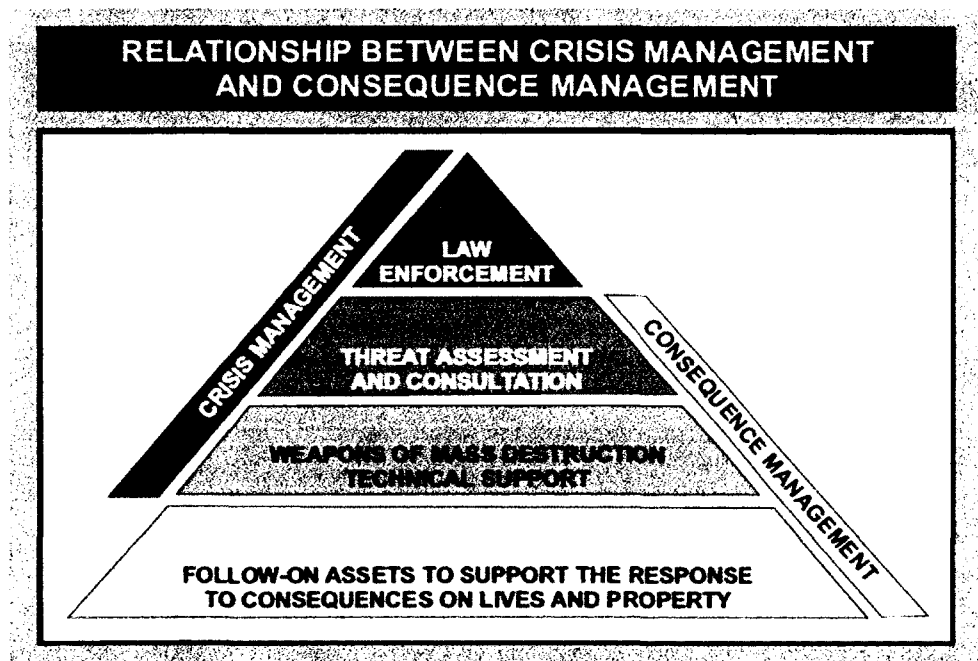 RELATIONSHIP BETWEEN CRISIS MANAGEMENT
AND CONSEQUENCE MANAGEMENT
CRISIS MANAGEMENT
LAW
ENFORCEMENT
THREAT ASSESSMENT
AND CONSULTATION
CONSEQUENCE MANAGEMENT
WEAPONS OF MASS DESTRUCTION
TECHNICAL SUPPORT
FOLLOW-ON ASSETS TO SUPPORT THE RESPONSE
TO CONSEQUENCES ON LIVES AND PROPERTY